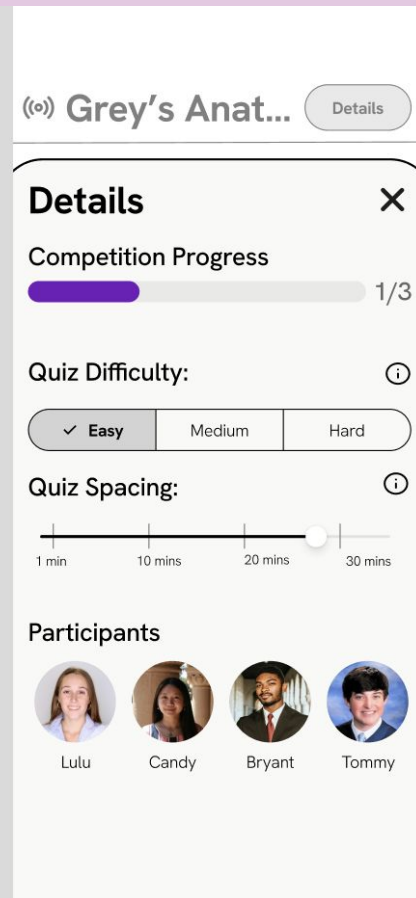 Grey's Anat... Details
Details
Competition Progress
1/3
Quiz Difficulty:
Easy Medium Hard
Quiz Spacing:
1 min 10 mins 20 mins 30 mins
Participants
Lulu Candy Bryant Tommy